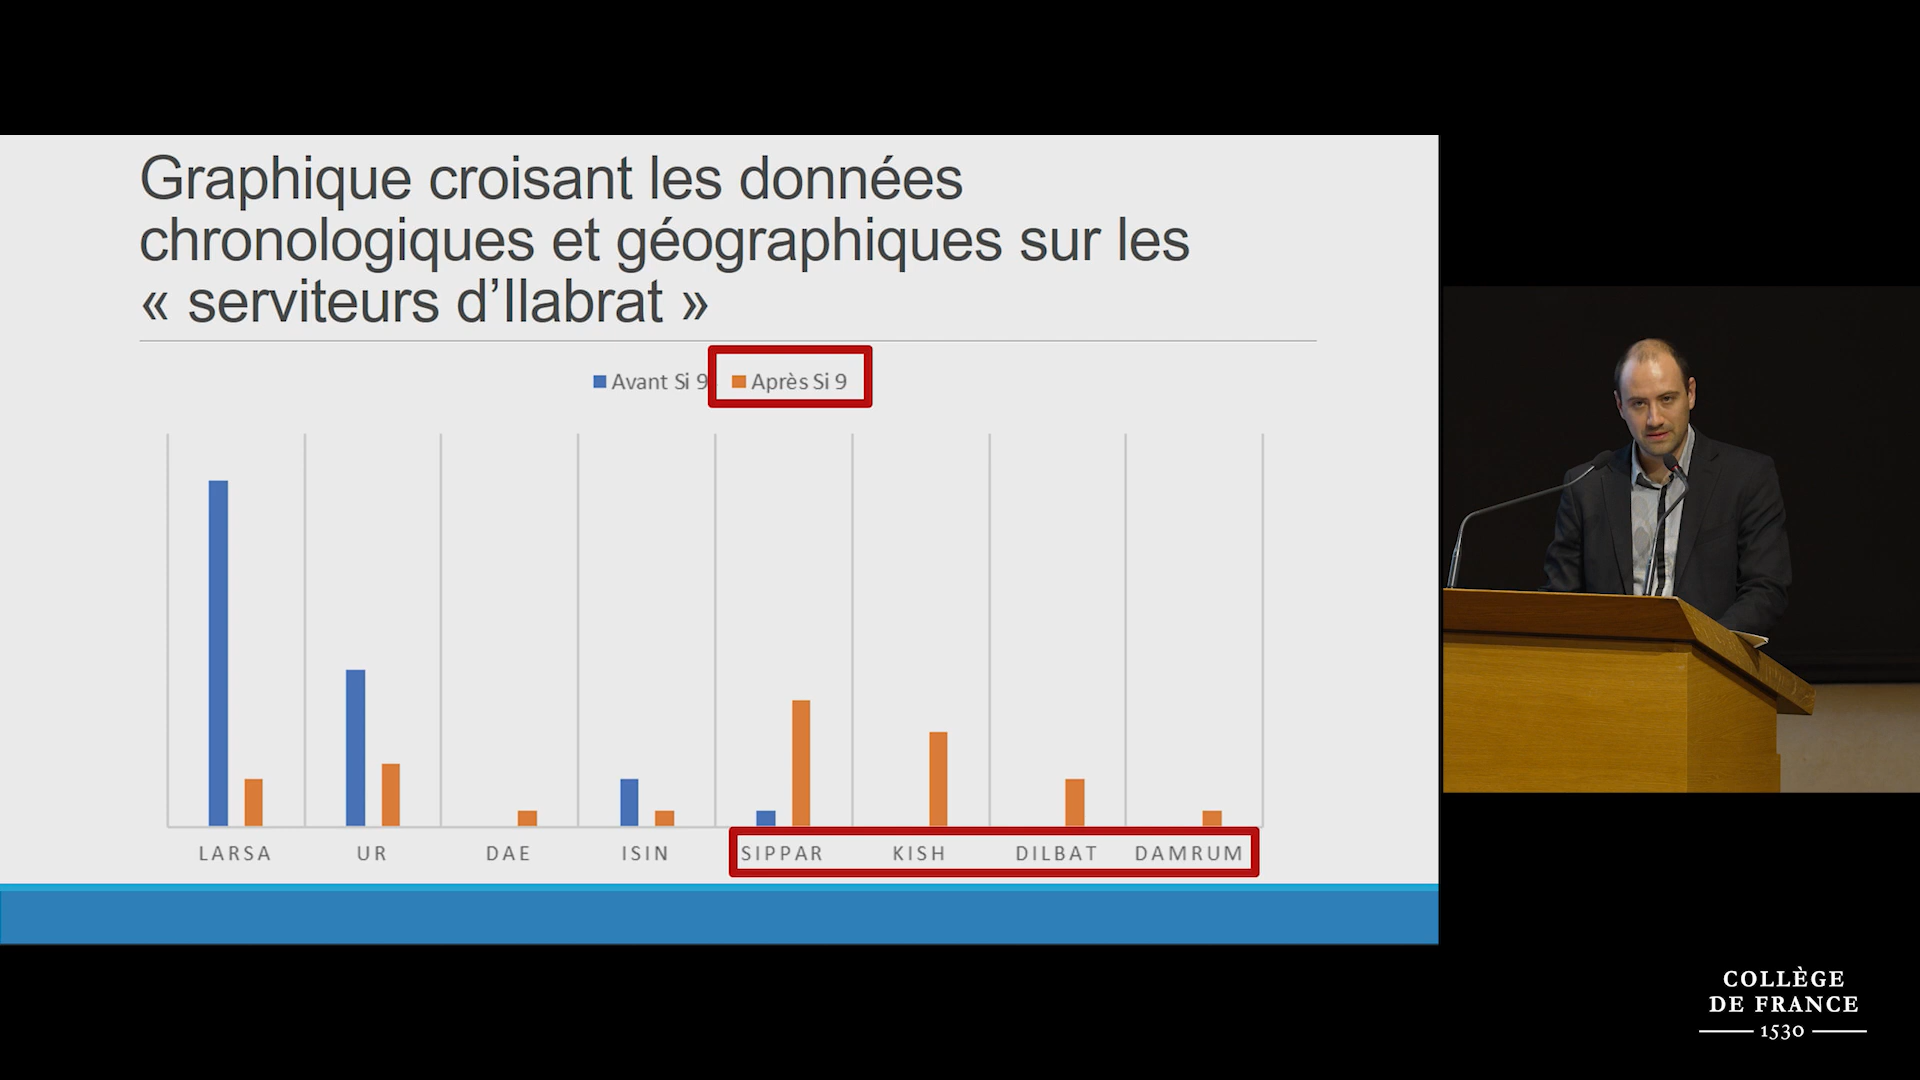 Graphique croisant les données
chronologiques et géographiques sur les
« serviteurs d’Ilabrat »
Avant Si 9 Après Si 9
LARSA UR DAE ISIN SIPPAR KISH DILBAT DAMRUM
COLLÈGE
DE FRANCE
1530